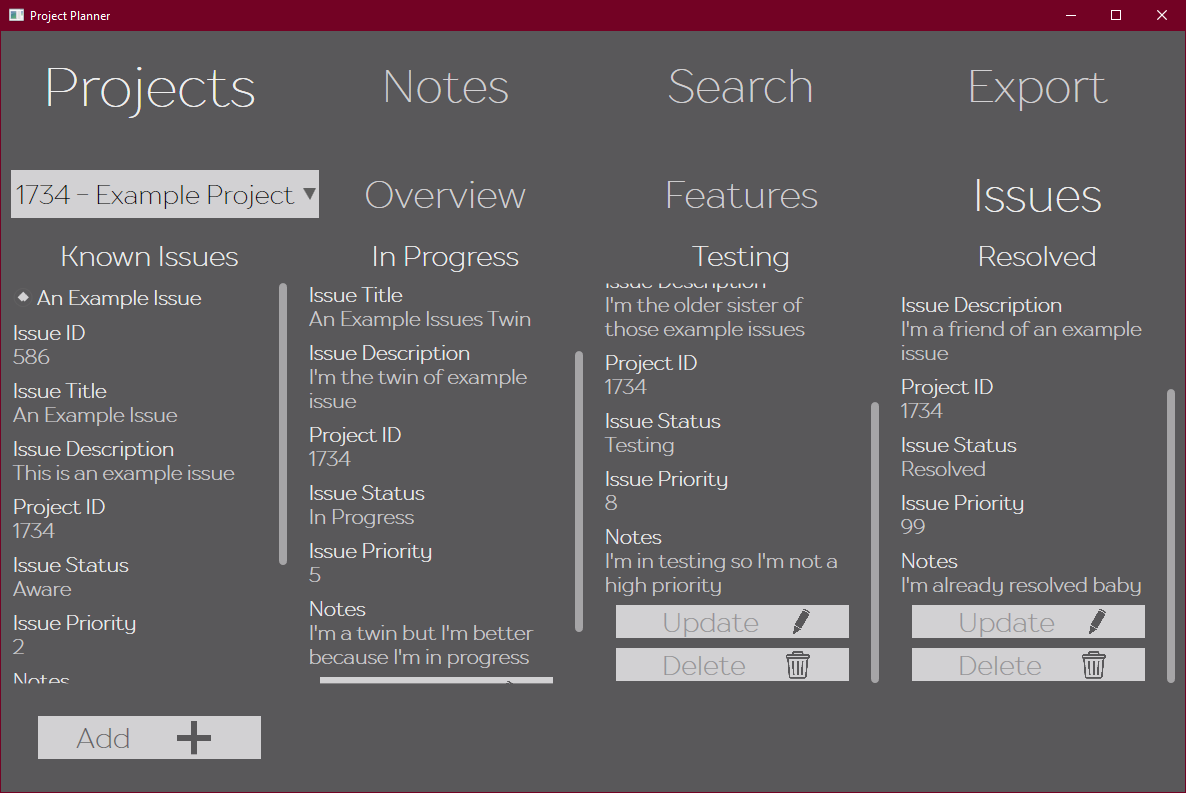 Project Planner
Projects
Notes
Search
Export
1734 – Example Project
Overview
Features
Issues
Known Issues
An Example Issue
Issue ID
586
Issue Title
An Example Issue
Issue Description
This is an example issue
Project ID
1734
Issue Status
Aware
Issue Priority
2
Notes
Add
In Progress
Issue Title
An Example Issues Twin
Issue Description
I'm the twin of example
issue
Project ID
1734
Issue Status
In Progress
Issue Priority
5
Notes
I'm a twin but I'm better
because I'm in progress
Testing
Issue Description
I'm the older sister of
those example issues
Project ID
1734
Issue Status
Testing
Issue Priority
8
Notes
I'm in testing so I'm not a
high priority
Update
Delete
Resolved
Issue Description
I'm a friend of an example
issue
Project ID
1734
Issue Status
Resolved
Issue Priority
99
Notes
I'm already resolved baby
Update
Delete